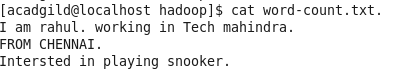 [acadgild@localhost hadoop]$ cat word-count.txt.
I am rahul. working in Tech mahindra.
FROM CHENNAI.
Intersted in playing snooker.